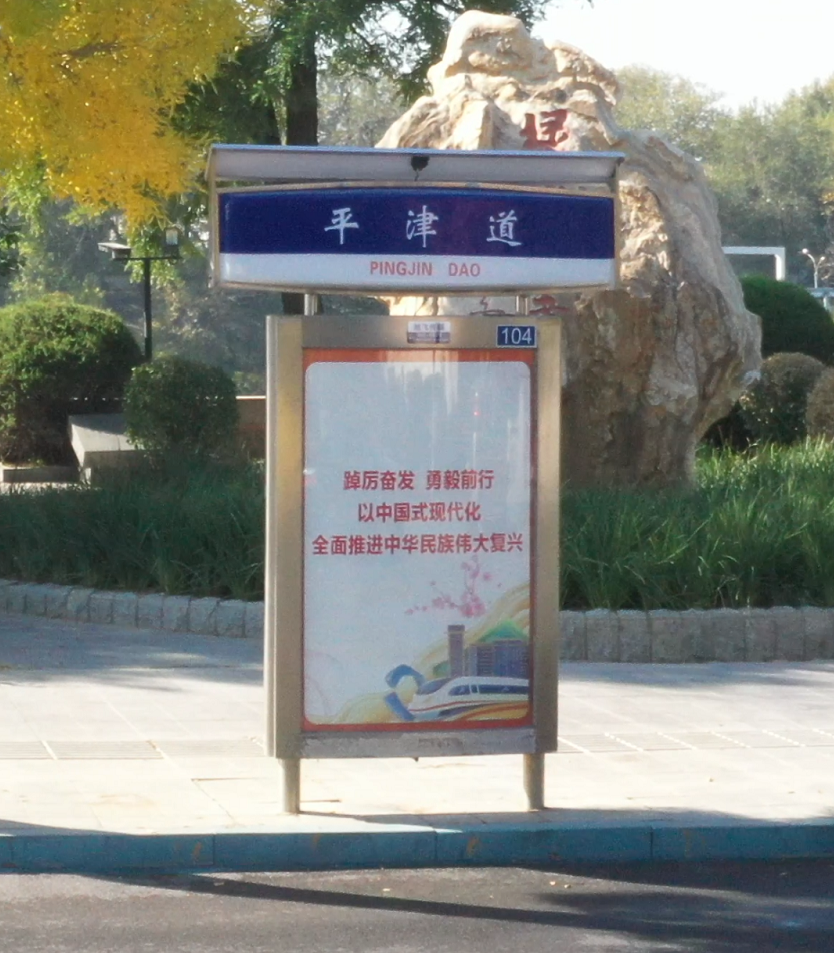 平津道
PINGJIN DAO
104
踔厉奋发 勇毅前行
以中国式现代化
全面推进中华民族伟大复兴